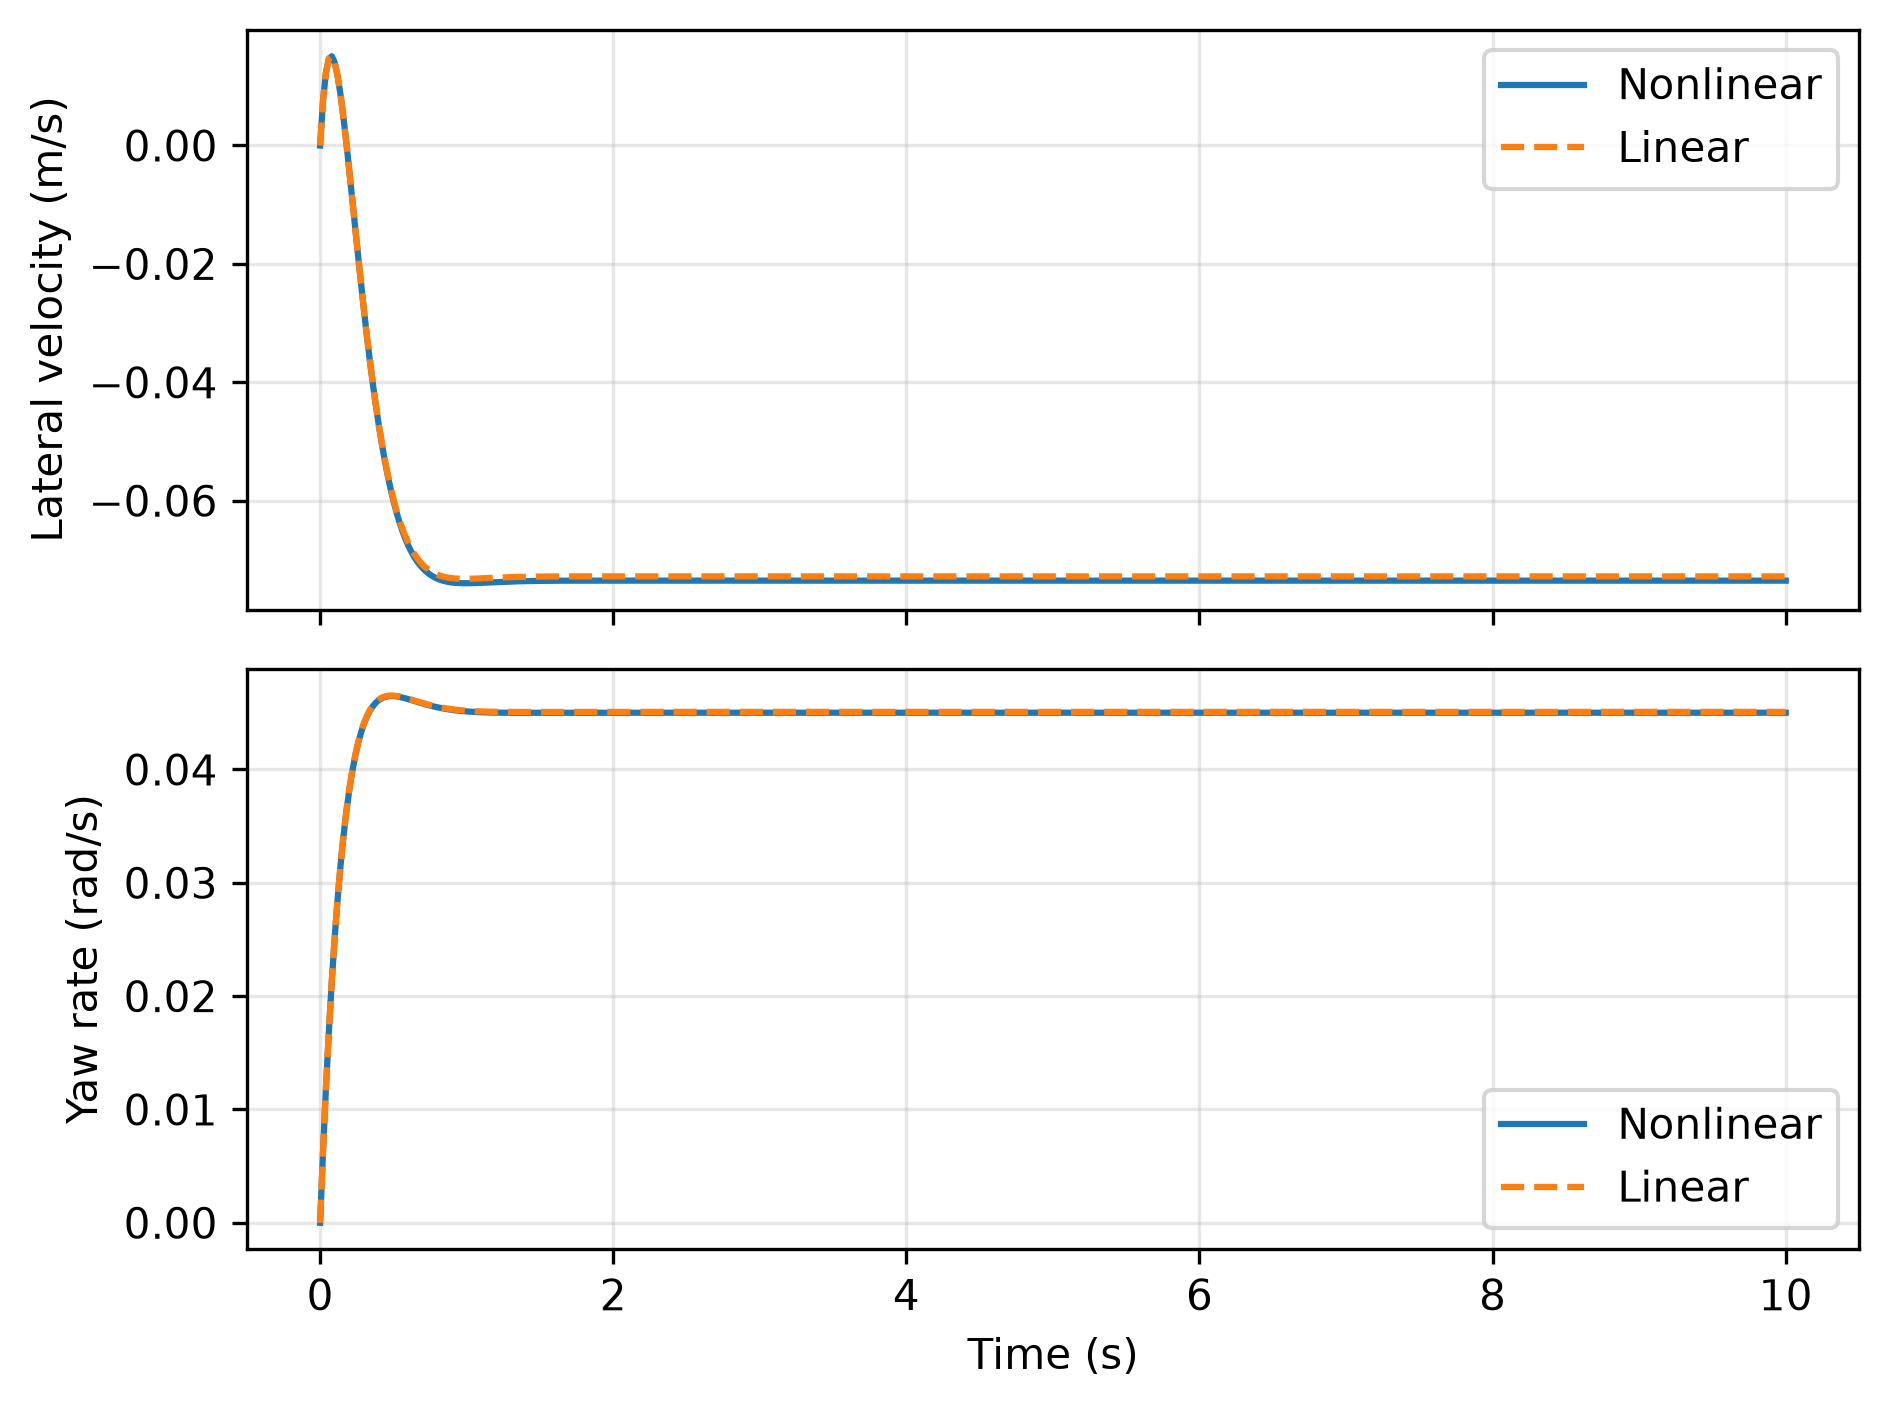 Lateral velocity (m/s)
0.00
−0.02
−0.04
−0.06
Nonlinear
Linear
Yaw rate (rad/s)
0.04
0.03
0.02
0.01
0.00
Nonlinear
Linear
0 2 4 6 8 10
Time (s)